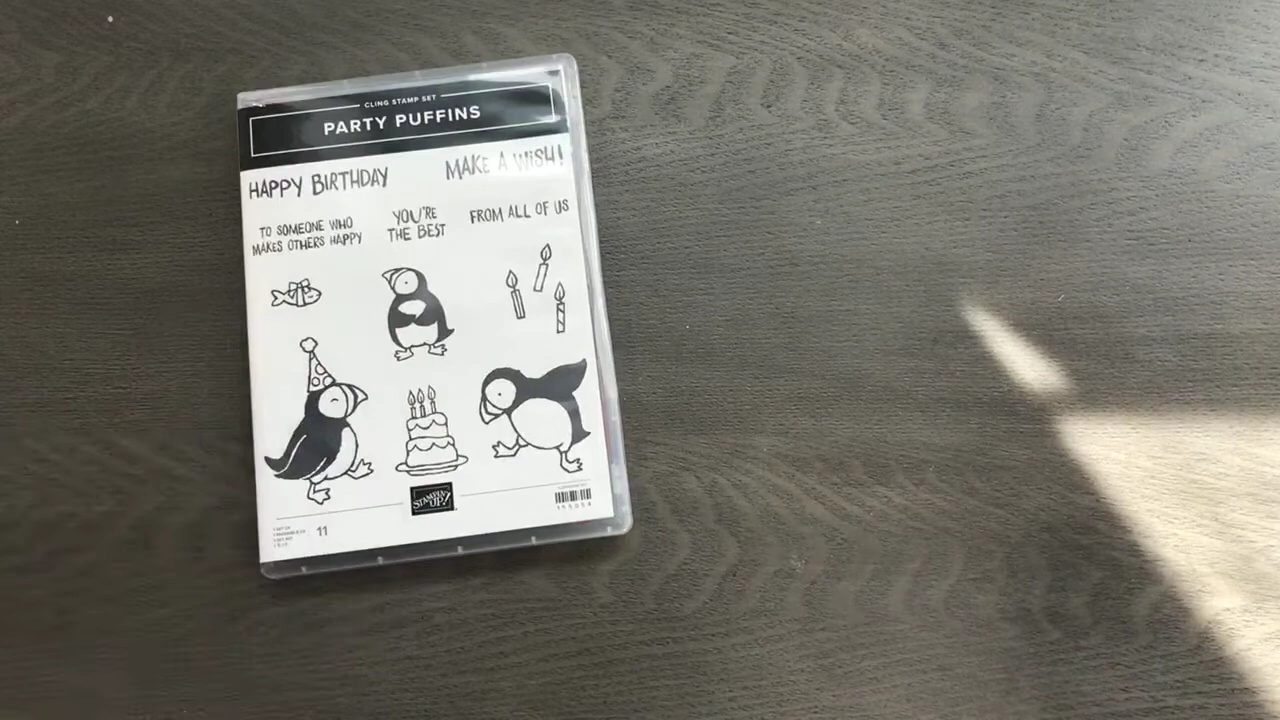 CLING STAMP SET
PARTY PUFFINS
HAPPY BIRTHDAY
MAKE A WISH!
TO SOMEONE WHO
MAKES OTHERS HAPPY
YOU'RE
THE BEST
FROM ALL OF US
STAMPIN'
UP!
11
155054